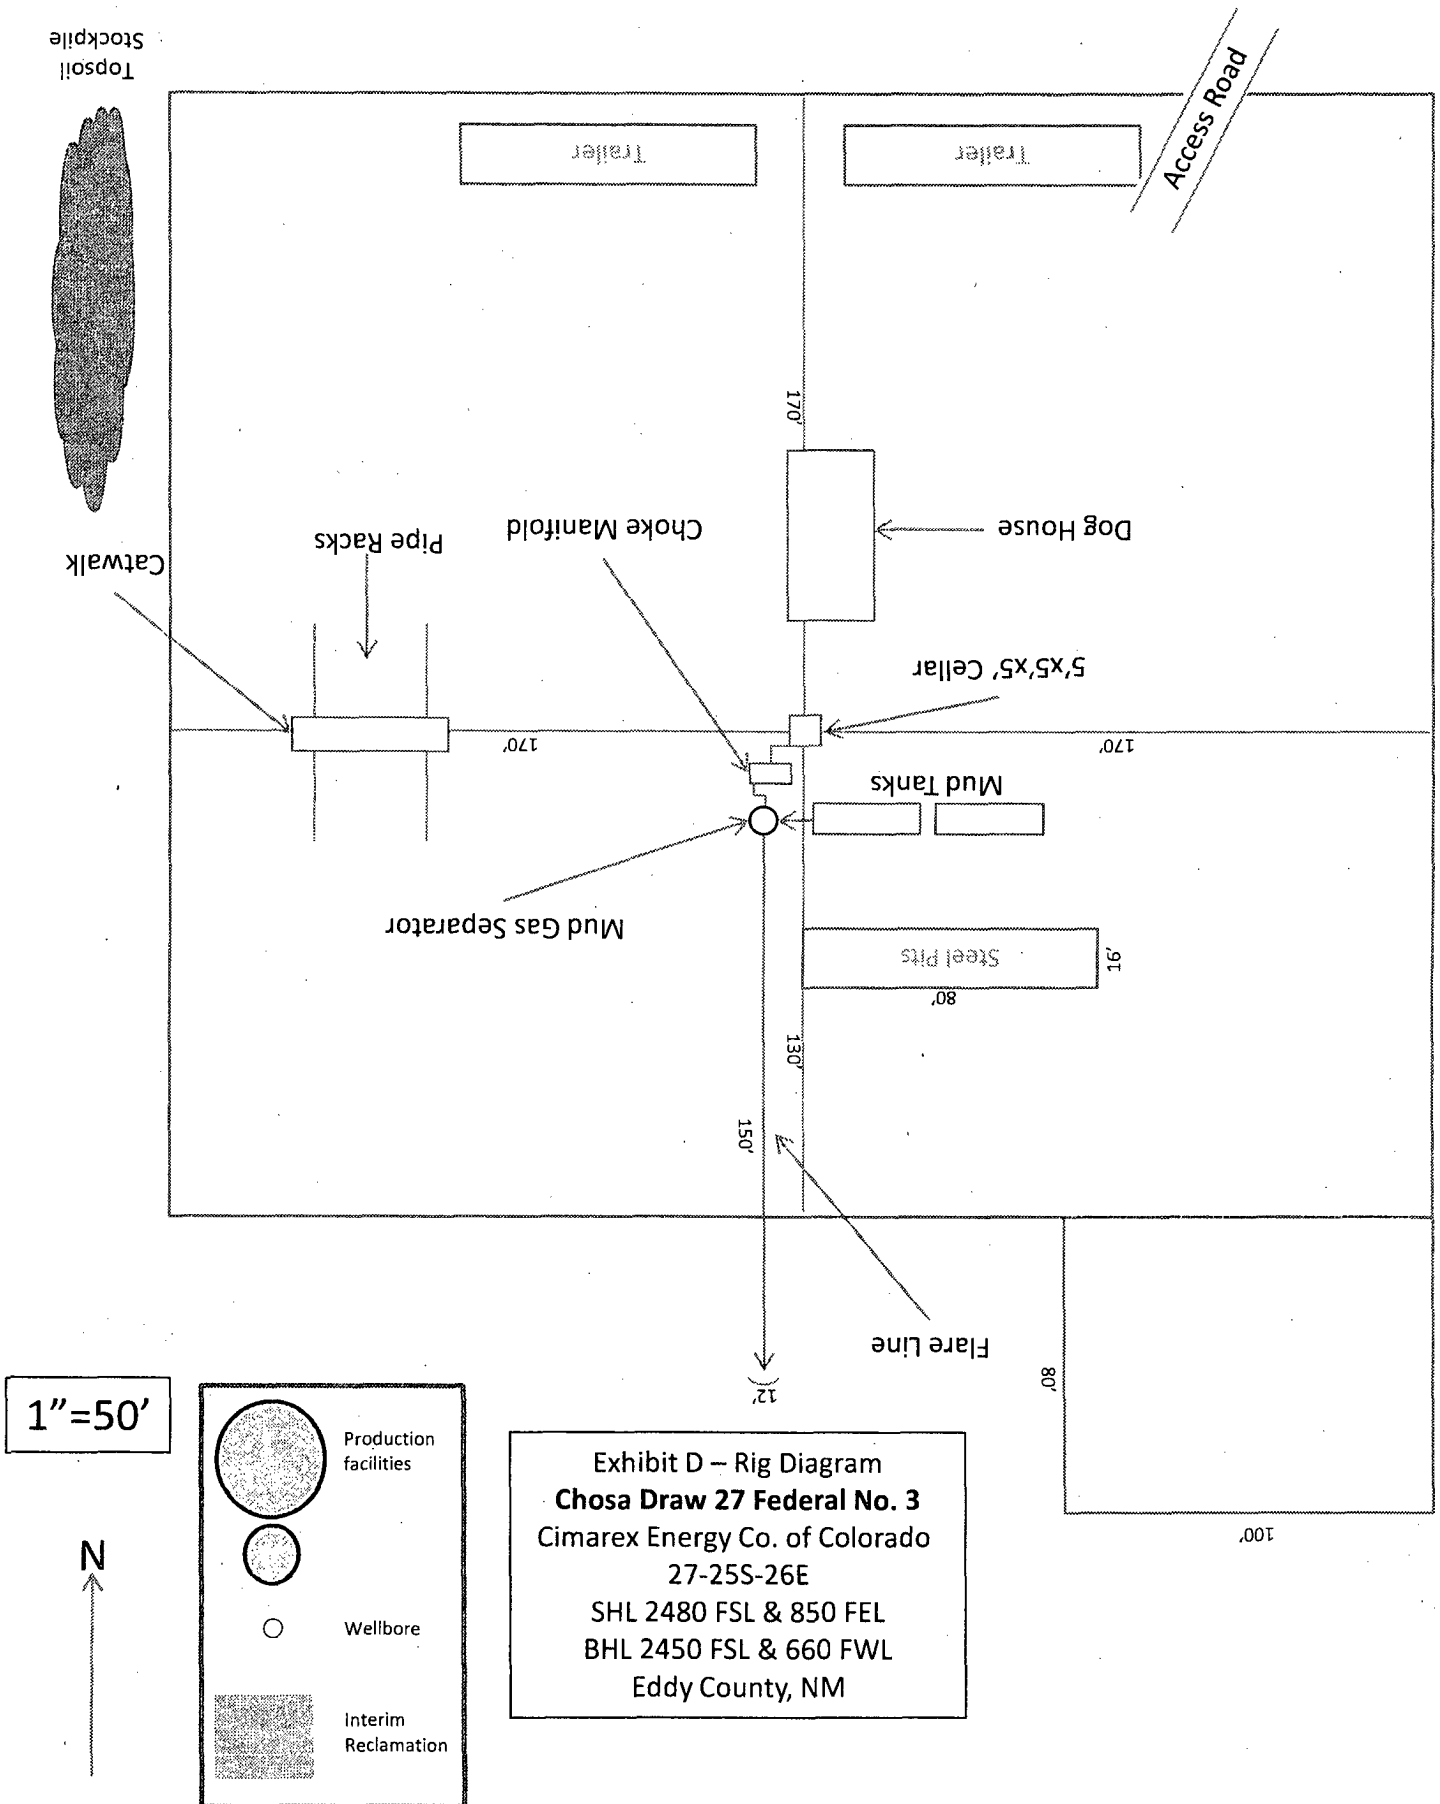 Topsoil
Stockpile
Access Road
Trailer
Trailer
170'
Dog House
Choke Manifold
Pipe Racks
Catwalk
5'x5'x5' Cellar
170'
170'
Mud Tanks
Mud Gas Separator
Steel Pits
16'
80'
130'
150'
Flare Line
12'
80'
100'
1"=50'
N
Production
facilities
Wellbore
Interim
Reclamation
Exhibit D – Rig Diagram
Chosa Draw 27 Federal No. 3
Cimarex Energy Co. of Colorado
27-25S-26E
SHL 2480 FSL & 850 FEL
BHL 2450 FSL & 660 FWL
Eddy County, NM